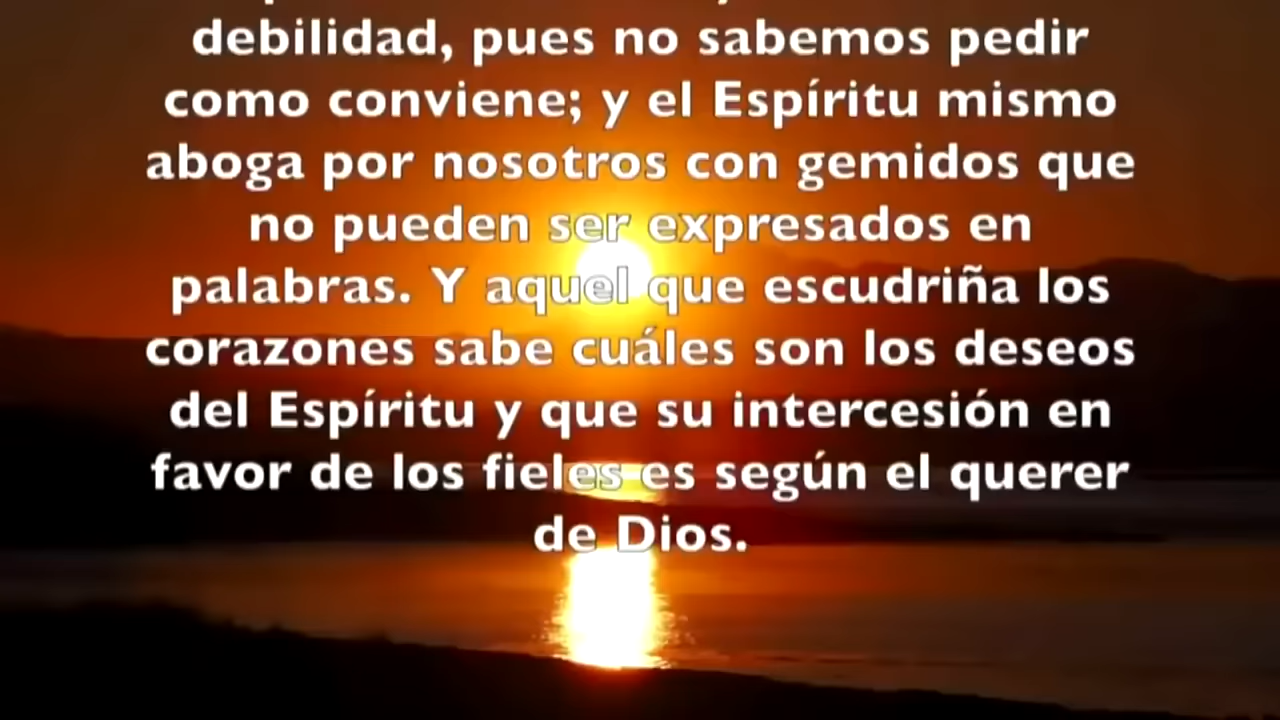 debilidad, pues no sabemos pedir
como conviene; y el Espíritu mismo
aboga por nosotros con gemidos que
no pueden ser expresados en
palabras. Y aquel que escudriña los
corazones sabe cuáles son los deseos
del Espíritu y que su intercesión en
favor de los fieles es según el querer
de Dios.